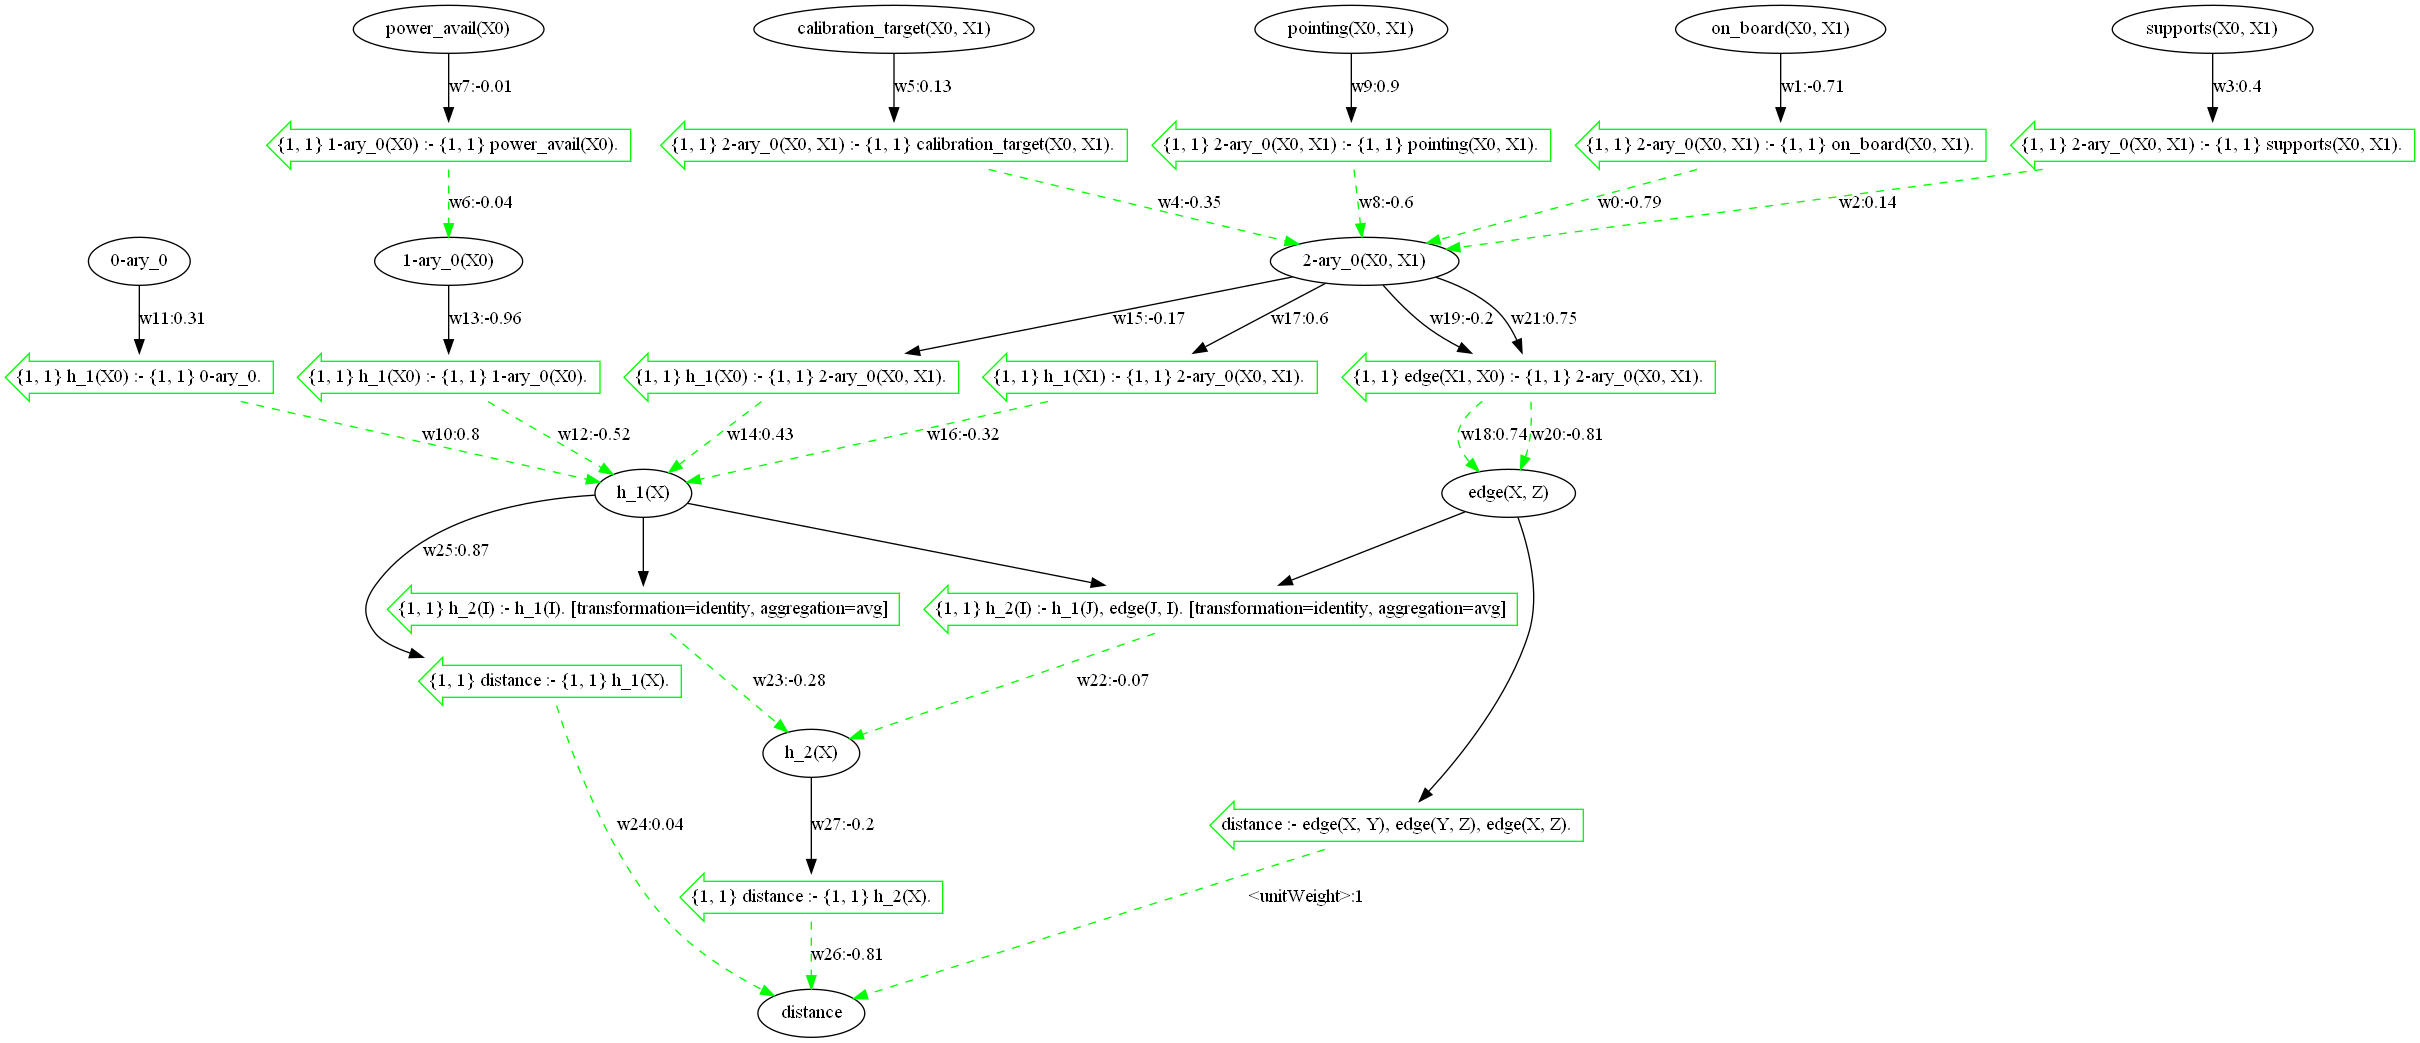 power_avail(X0)
calibration_target(X0, X1)
pointing(X0, X1)
on_board(X0, X1)
supports(X0, X1)
w7:-0.01
w5:0.13
w9:0.9
w1:-0.71
w3:0.4
{1, 1} 1-ary_0(X0) :- {1, 1} power_avail(X0).
{1, 1} 2-ary_0(X0, X1) :- {1, 1} calibration_target(X0, X1).
{1, 1} 2-ary_0(X0, X1) :- {1, 1} pointing(X0, X1).
{1, 1} 2-ary_0(X0, X1) :- {1, 1} on_board(X0, X1).
{1, 1} 2-ary_0(X0, X1) :- {1, 1} supports(X0, X1).
w6:-0.04
w4:-0.35
w8:-0.6
w0:-0.79
w2:0.14
0-ary_0
1-ary_0(X0)
2-ary_0(X0, X1)
w11:0.31
w13:-0.96
w15:-0.17
w17:0.6
w19:-0.2
w21:0.75
{1, 1} h_1(X0) :- {1, 1} 0-ary_0.
{1, 1} h_1(X0) :- {1, 1} 1-ary_0(X0).
{1, 1} h_1(X0) :- {1, 1} 2-ary_0(X0, X1).
{1, 1} h_1(X1) :- {1, 1} 2-ary_0(X0, X1).
{1, 1} edge(X1, X0) :- {1, 1} 2-ary_0(X0, X1).
w10:0.8
w12:-0.52
w14:0.43
w16:-0.32
w18:0.74
w20:-0.81
h_1(X)
edge(X, Z)
w25:0.87
{1, 1} h_2(I) :- h_1(I). [transformation=identity, aggregation=avg]
{1, 1} h_2(I) :- h_1(J), edge(J, I). [transformation=identity, aggregation=avg]
{1, 1} distance :- {1, 1} h_1(X).
w23:-0.28
w22:-0.07
h_2(X)
w24:0.04
w27:-0.2
distance :- edge(X, Y), edge(Y, Z), edge(X, Z).
{1, 1} distance :- {1, 1} h_2(X).
<unitWeight>:1
w26:-0.81
distance